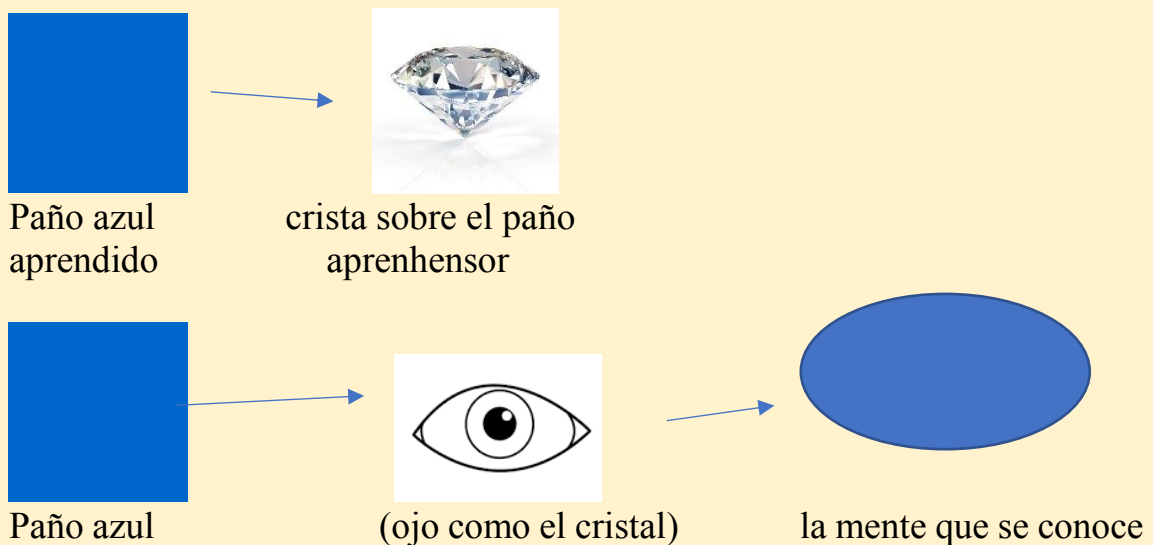 Paño azul crista sobre el paño
aprendido aprenhensor
Paño azul (ojo como el cristal) la mente que se conoce